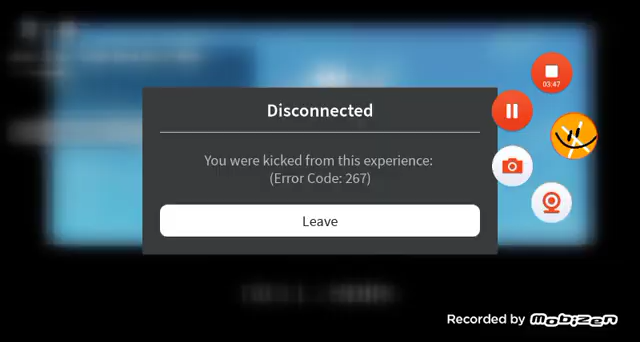 Disconnected
03:47
You were kicked from this experience:
(Error Code: 267)
Leave
Recorded by Mobizen